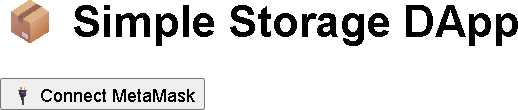 📦 Simple Storage DApp
🔌 Connect MetaMask